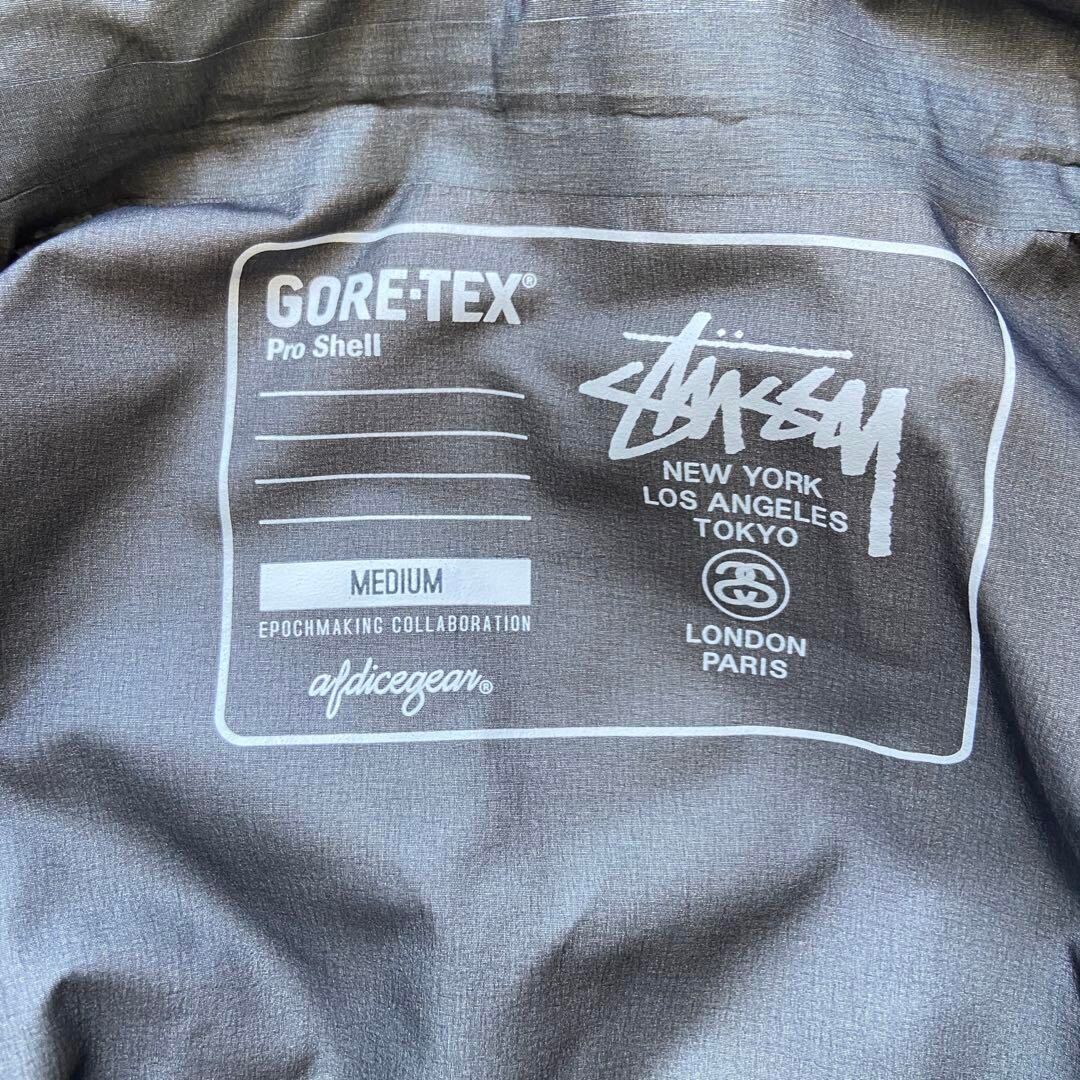 GORE-TEX®
Pro Shell
MEDIUM
EPOCHMAKING COLLABORATION
afdicegear®
Stüssy
NEW YORK
LOS ANGELES
TOKYO
LONDON
PARIS